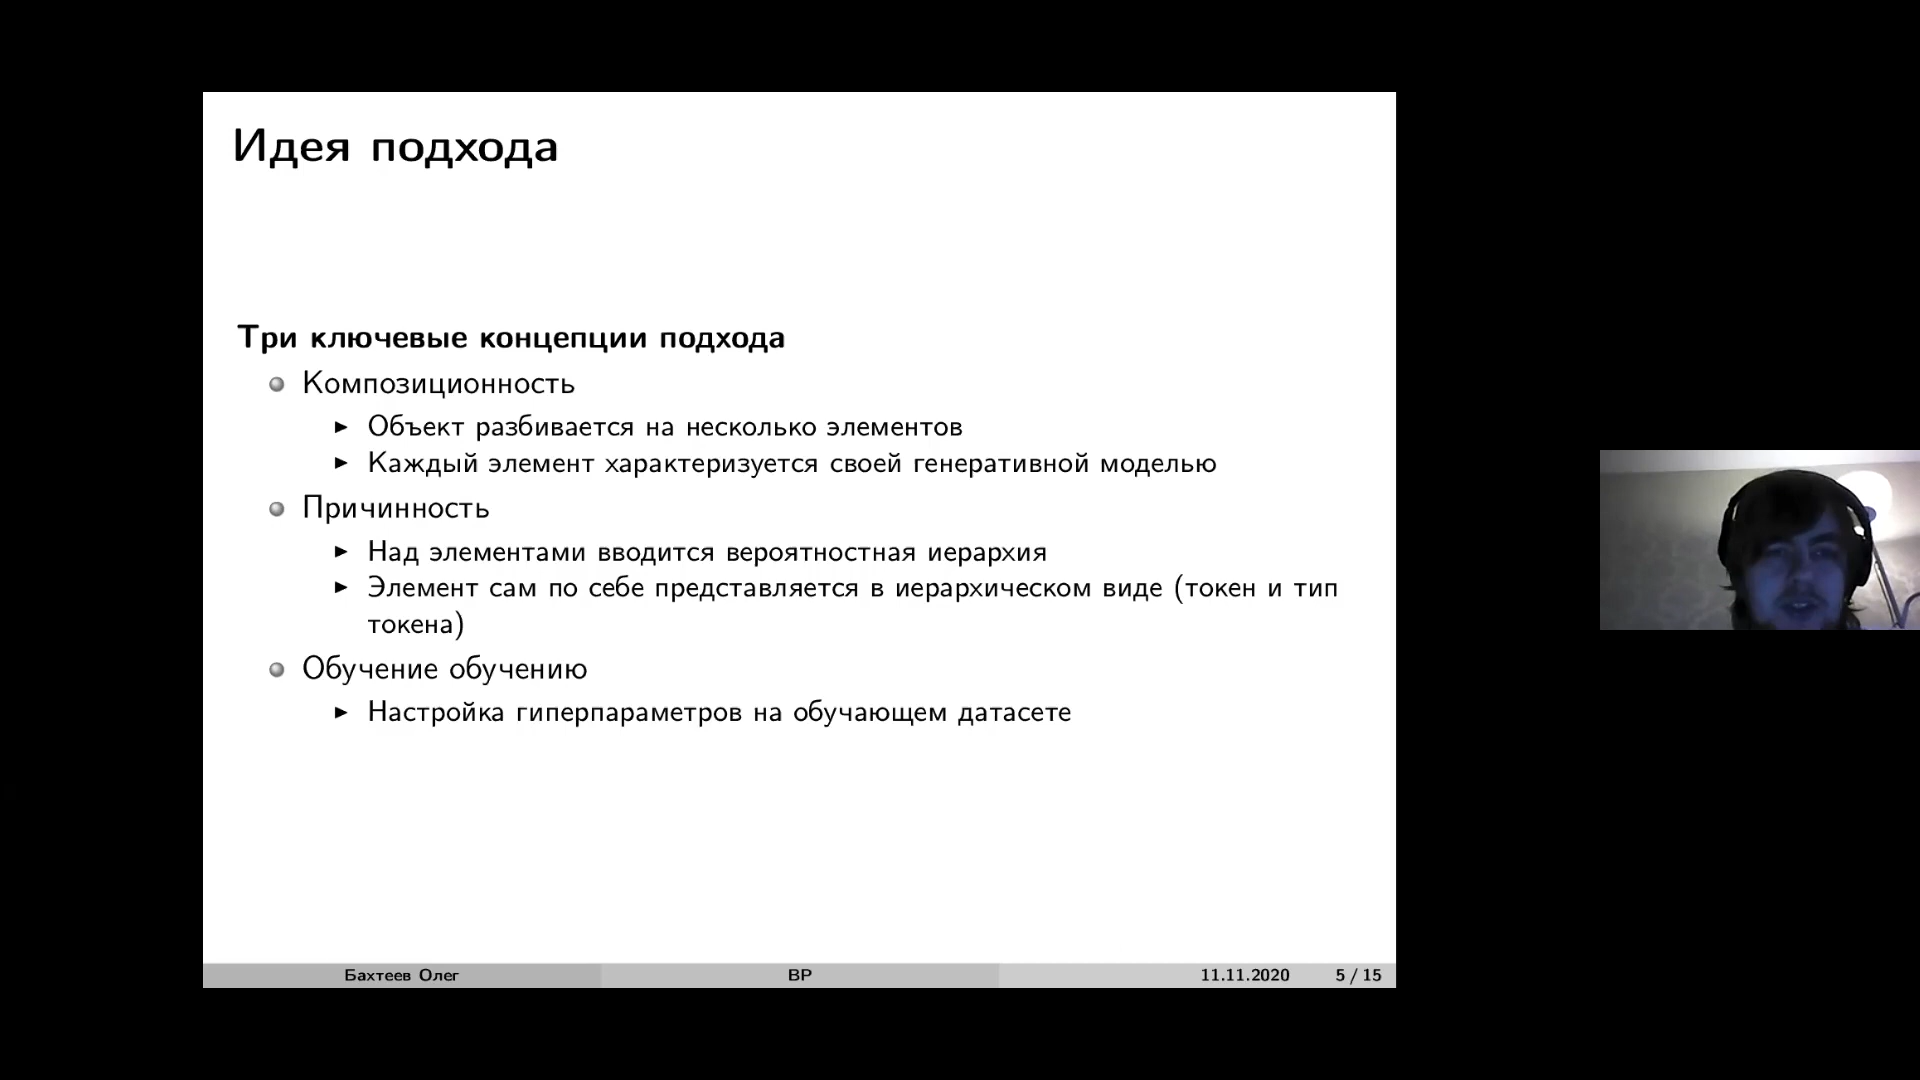 Идея подхода
Три ключевые концепции подхода
Композиционность
Объект разбивается на несколько элементов
Каждый элемент характеризуется своей генеративной моделью
Причинность
Над элементами вводится вероятностная иерархия
Элемент сам по себе представляется в иерархическом виде (токен и тип
токена)
Обучение обучению
Настройка гиперпараметров на обучающем датасете
Бахтеев Олег BP 11.11.2020 5 / 15